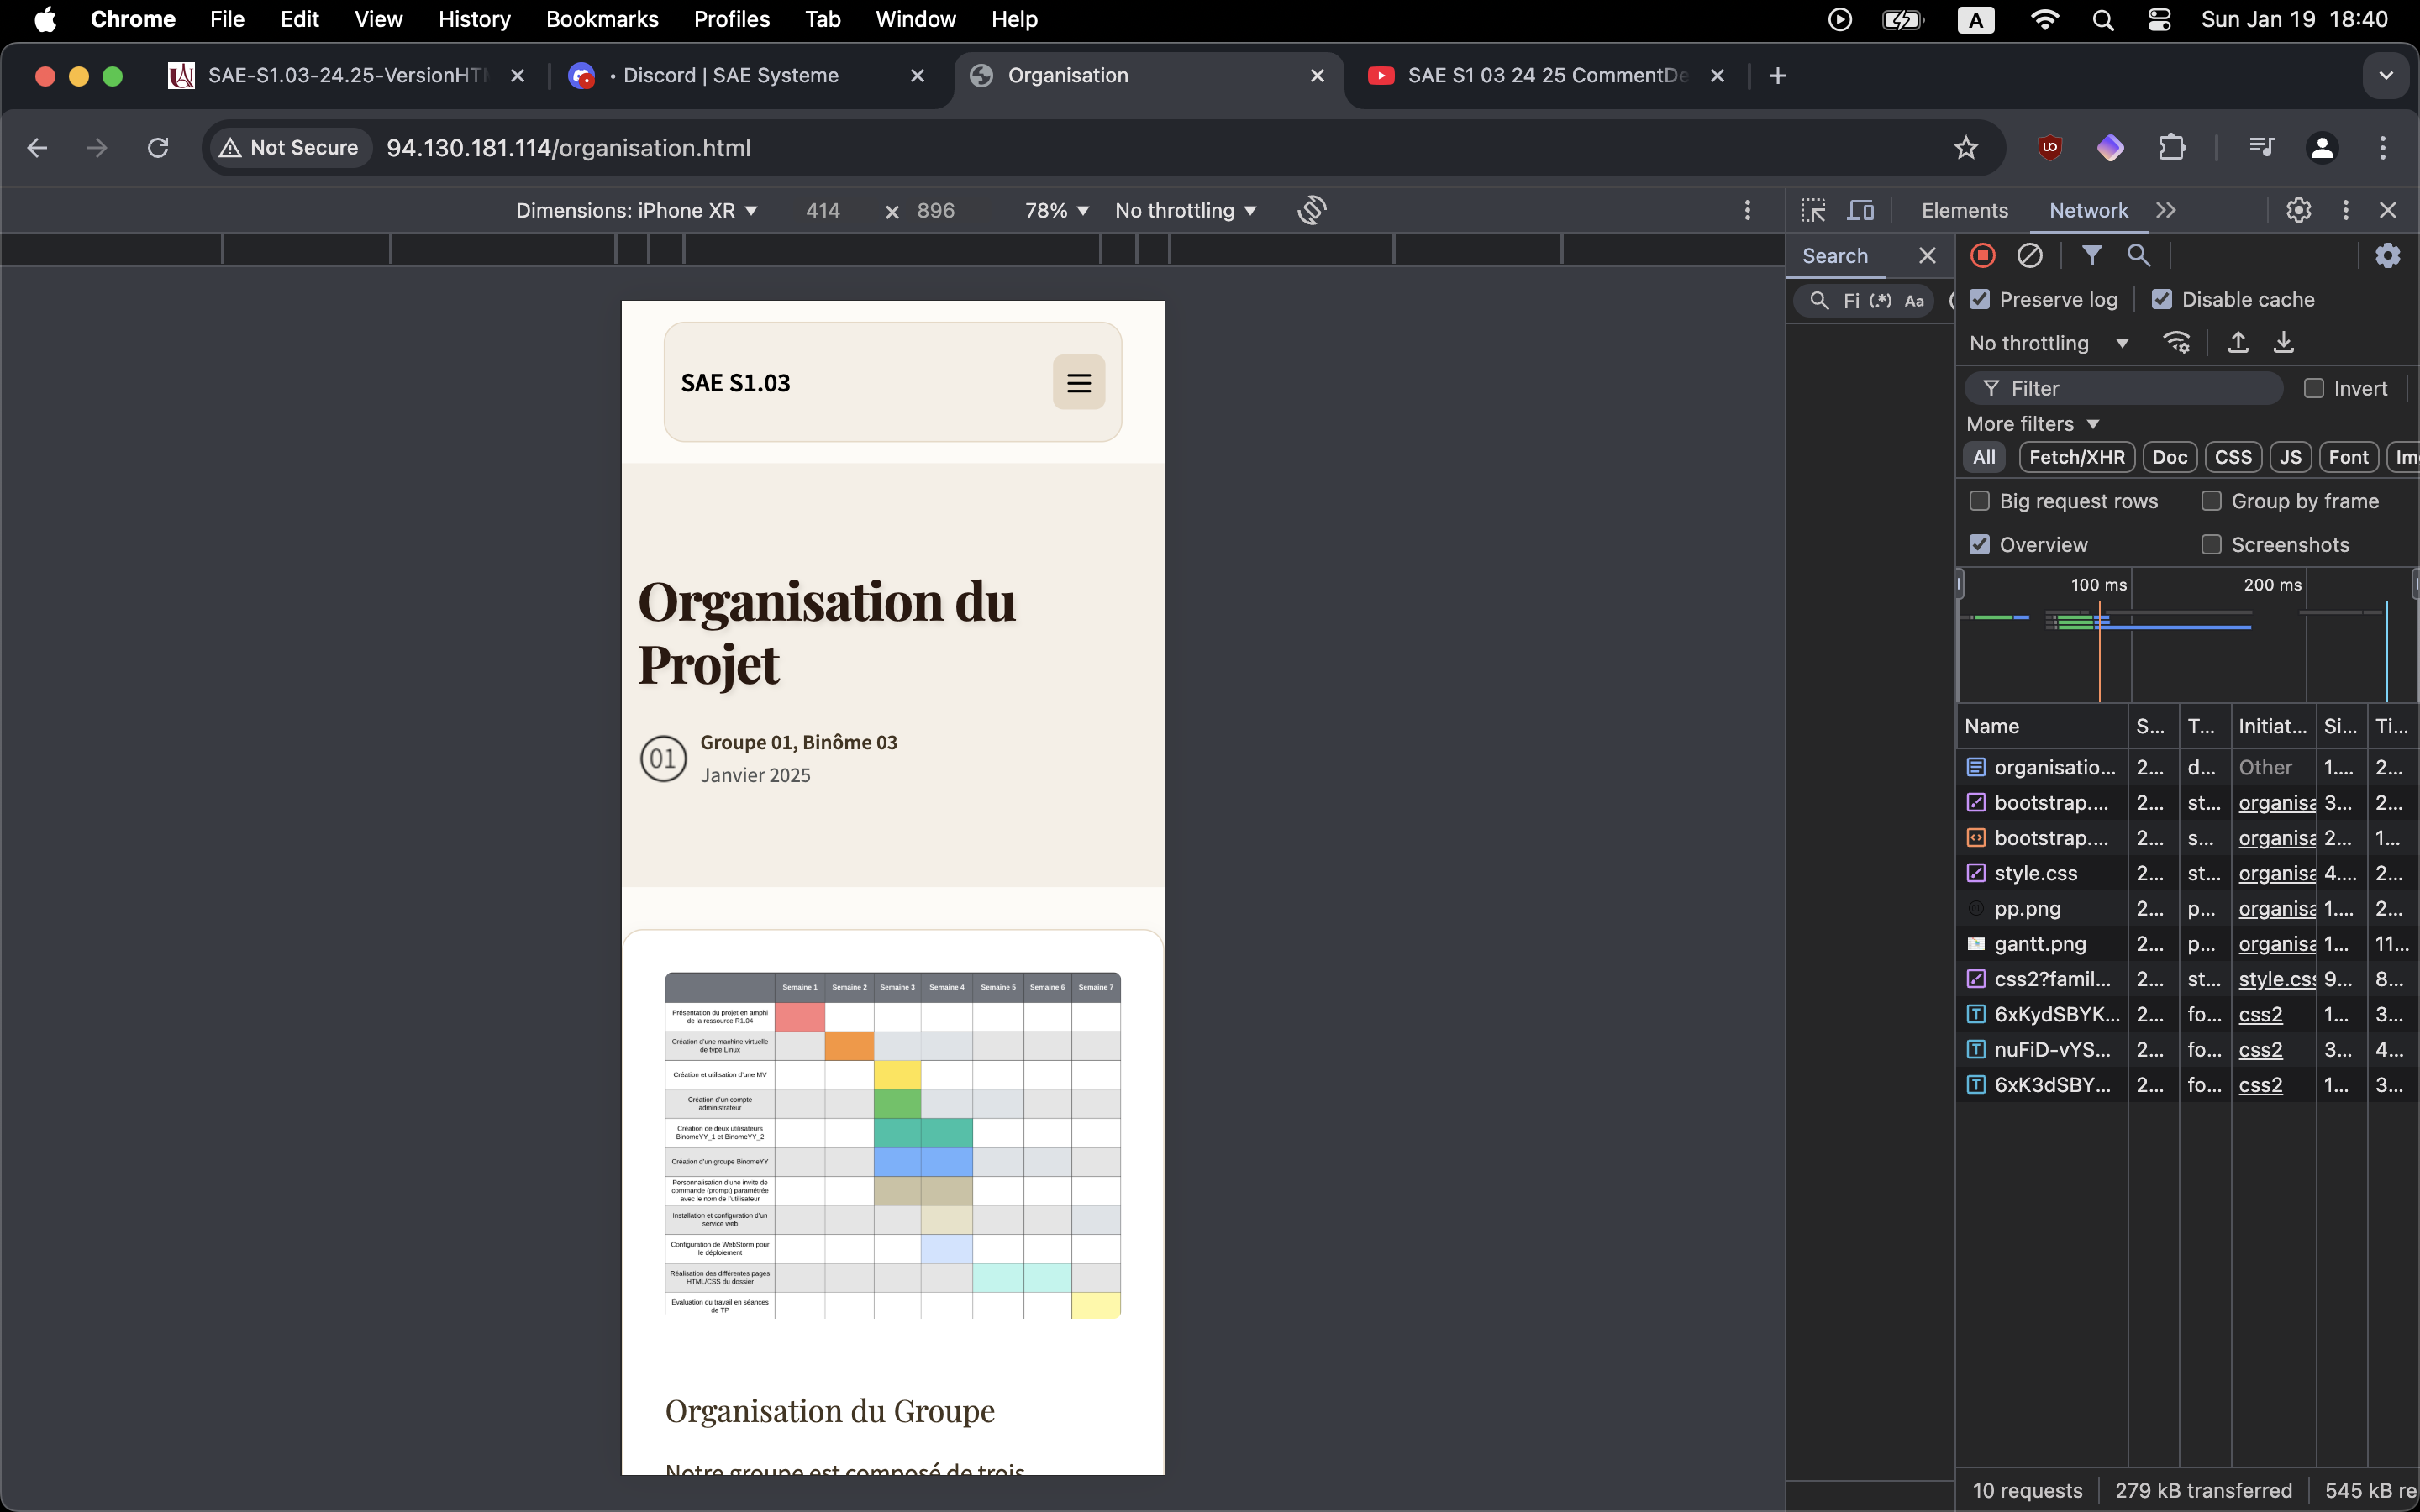 Chrome File Edit View History Bookmarks Profiles Tab Window Help A Sun Jan 19 18:40
SAE-S1.03-24.25-VersionHT • Discord | SAE Systeme Organisation SAE S1 03 24 25 CommentDe
Not Secure 94.130.181.114/organisation.html
Dimensions: iPhone XR 414 × 896 78% No throttling
Elements Network
Search
Fi (.*) Aa
Preserve log Disable cache
No throttling
Filter Invert
More filters
All Fetch/XHR Doc CSS JS Font Im
Big request rows Group by frame
Overview Screenshots
100 ms 200 ms
Name S... T... Initiat... Si... Ti...
organisatio... 2... d... Other 1.... 2...
bootstrap.... 2... st... organisa 3... 2...
bootstrap.... 2... s... organisa 2... 1...
style.css 2... st... organisa 4.... 2...
pp.png 2... p... organisa 1.... 2...
gantt.png 2... p... organisa 1... 11...
css2?famil... 2... st... style.css 9... 8...
6xKydSBYK... 2... fo... css2 1... 3...
nuFiD-vYS... 2... fo... css2 3... 4...
6xK3dSBY... 2... fo... css2 1... 3...
10 requests 279 kB transferred 545 kB re
SAE S1.03
Organisation du
Projet
01
Groupe 01, Binôme 03
Janvier 2025
Semaine 1 Semaine 2 Semaine 3 Semaine 4 Semaine 5 Semaine 6 Semaine 7
Présentation du projet en amphi
de la ressource R1.04
Création d'une machine virtuelle
de type Linux
Création et utilisation d'une MV
Création d'un compte
administrateur
Création de deux utilisateurs
BinomeYY_1 et BinomeYY_2
Création d'un groupe BinomeYY
Personnalisation d'une invite de
commande (prompt) paramétrée
avec le nom de l'utilisateur
Installation et configuration d'un
service web
Configuration de WebStorm pour
le déploiement
Réalisation des différentes pages
HTML/CSS du dossier
Évaluation du travail en séances
de TP
Organisation du Groupe
Notre groupe est composé de trois